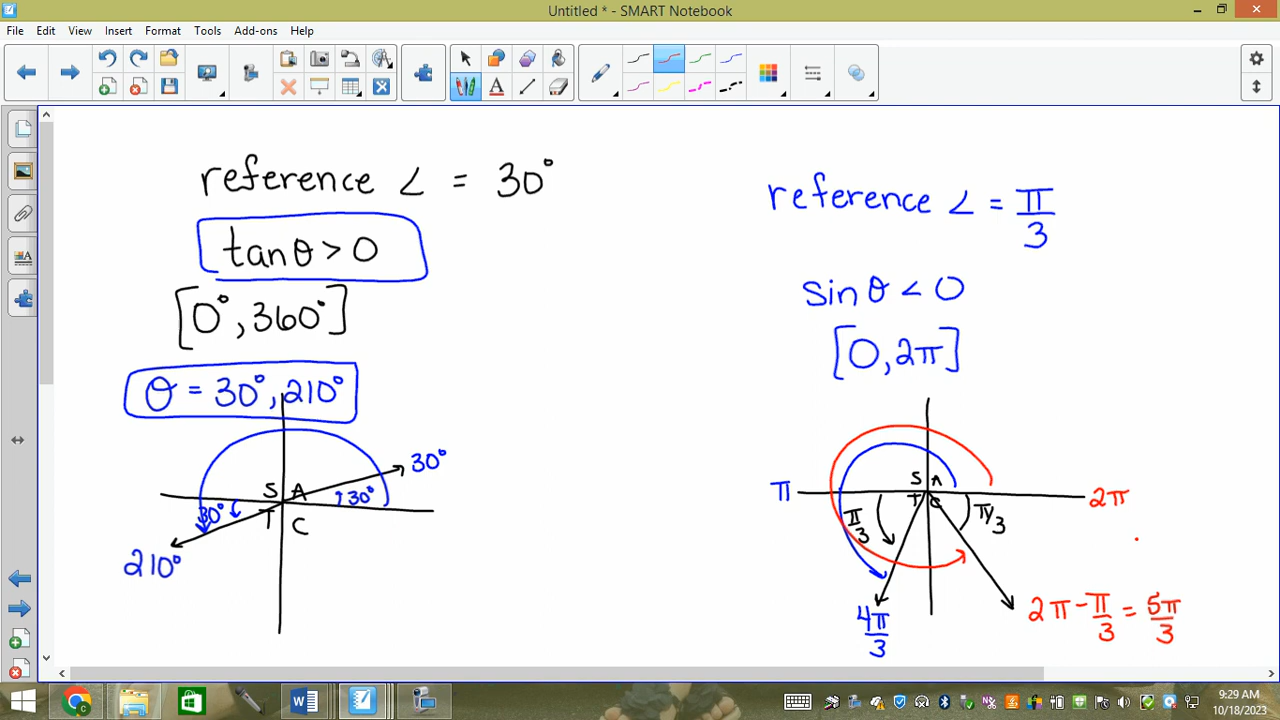 Untitled * - SMART Notebook
File Edit View Insert Format Tools Add-ons Help
reference ∠ = 30°
tanθ > 0
[0°, 360°]
θ = 30°, 210°
S A
T C
30°
30°
30°
210°
reference ∠ = π/3
sin θ < 0
[0, 2π]
π
S A
T C
2π
π/3
π/3
4π/3
2π - π/3 = 5π/3
9:29 AM
10/18/2023